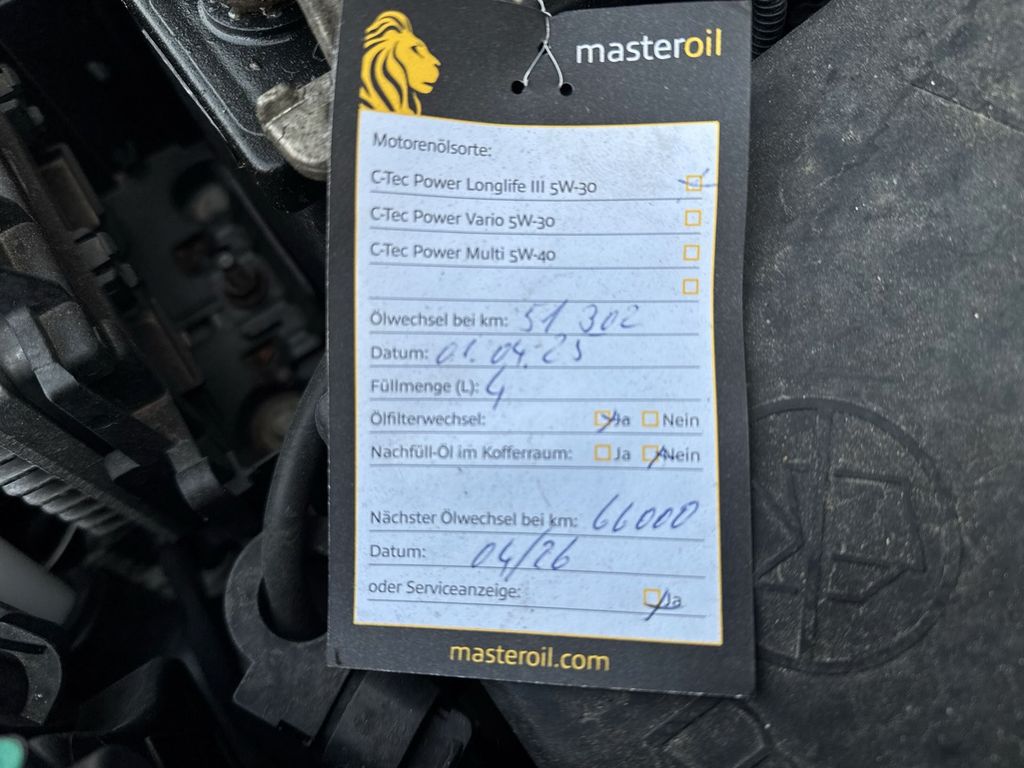 masteroil
Motorenölsorte:
C-Tec Power Longlife III 5W-30
C-Tec Power Vario 5W-30
C-Tec Power Multi 5W-40
Ölwechsel bei km: 51 302
Datum: 01.04.25
Füllmenge (L): 4
Ölfilterwechsel: Ja Nein
Nachfüll-Öl im Kofferraum: Ja Nein
Nächster Ölwechsel bei km: 66000
Datum: 04/26
oder Serviceanzeige: Ja
masteroil.com